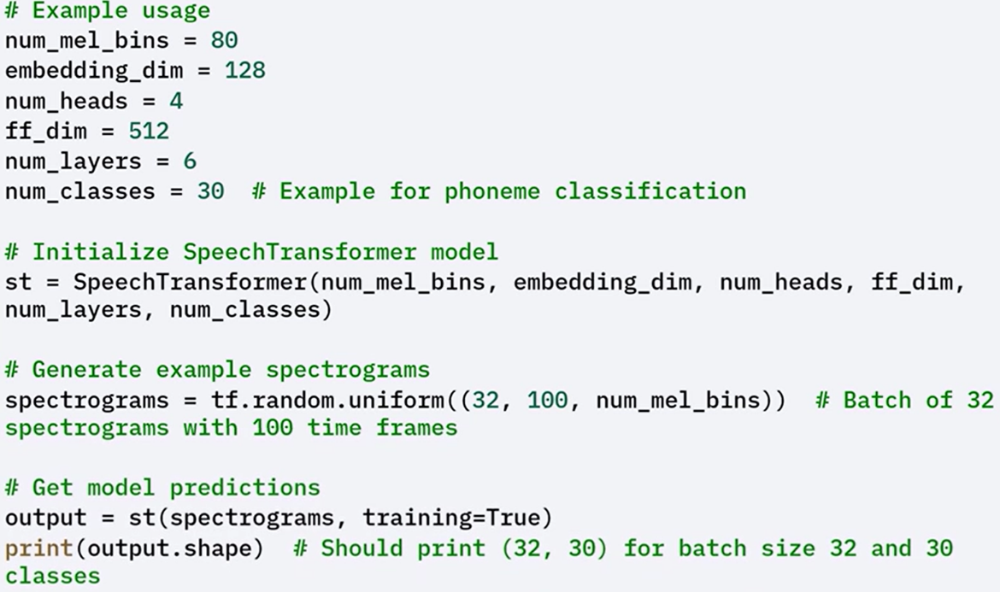 # Example usage
num_mel_bins = 80
embedding_dim = 128
num_heads = 4
ff_dim = 512
num_layers = 6
num_classes = 30  # Example for phoneme classification
# Initialize SpeechTransformer model
st = SpeechTransformer(num_mel_bins, embedding_dim, num_heads, ff_dim,
num_layers, num_classes)
# Generate example spectrograms
spectrograms = tf.random.uniform((32, 100, num_mel_bins))  # Batch of 32
spectrograms with 100 time frames
# Get model predictions
output = st(spectrograms, training=True)
print(output.shape)  # Should print (32, 30) for batch size 32 and 30
classes